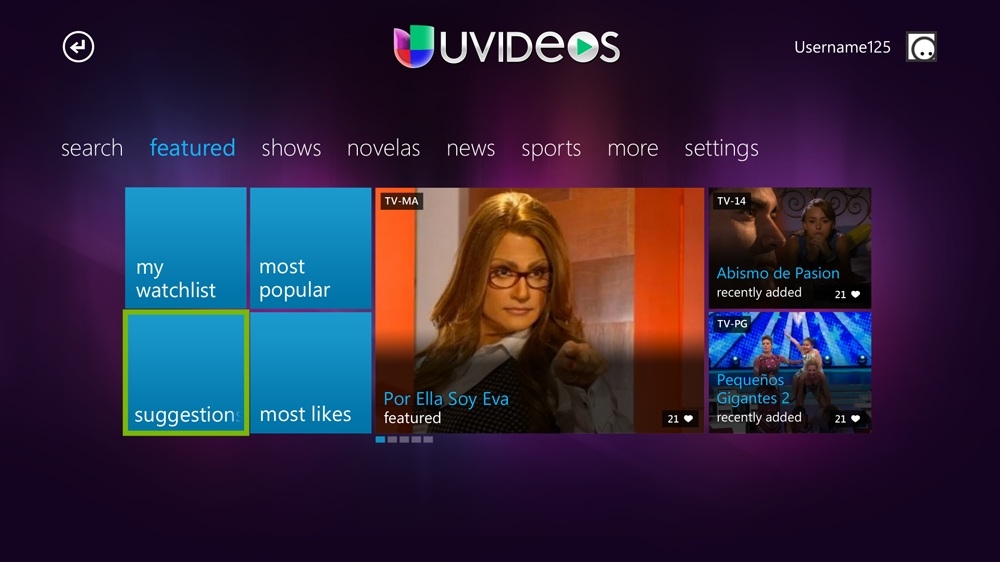 UVIDEOS
Username125
search featured shows novelas news sports more settings
my
watchlist
most
popular
suggestions
most likes
TV-MA
Por Ella Soy Eva
featured
21
TV-14
Abismo de Pasion
recently added
21
TV-PG
Pequeños
Gigantes 2
recently added
21